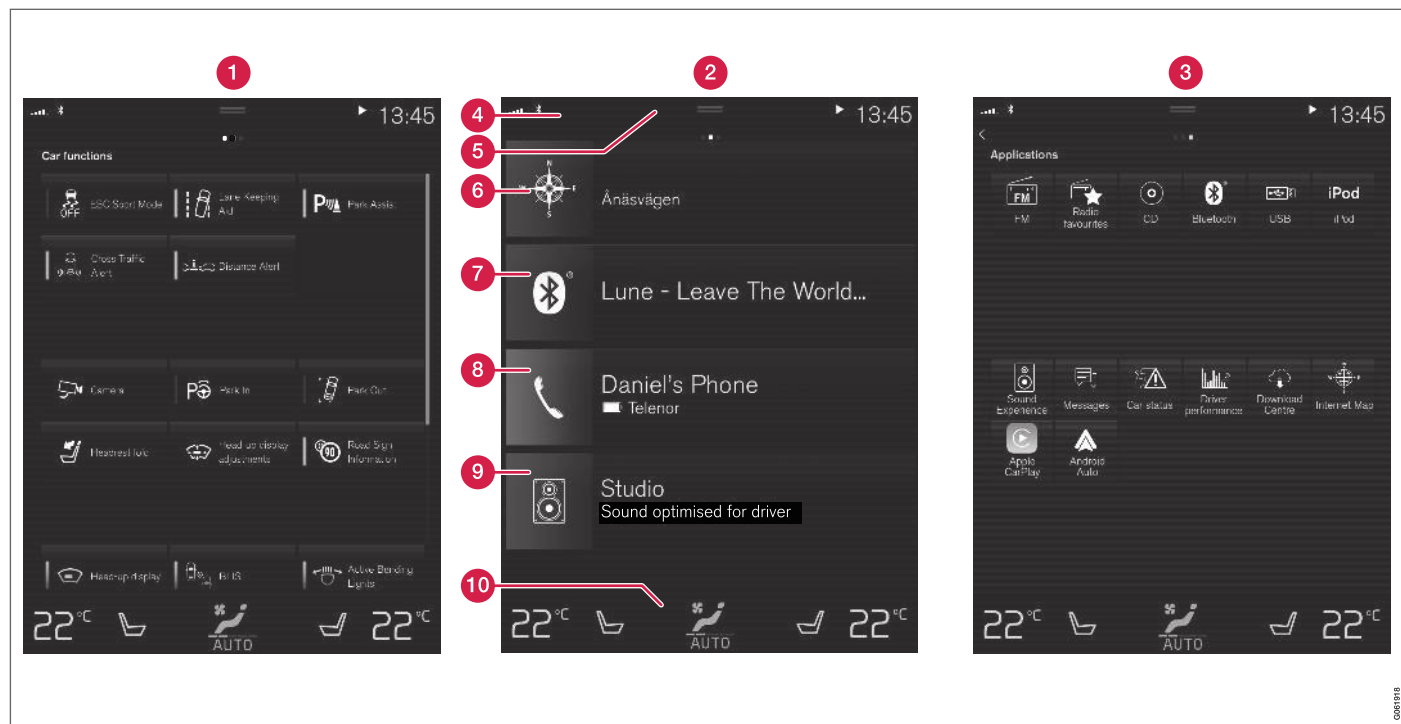 1
2
3
13:45
Car functions
OFF
ESC Sport Mode
Lane Keeping
Aid
P
Park Assist
Cross Traffic
Alert
Distance Alert
Camera
P
Park In
Park Out
Headrest fold
Head-up display
adjustments
90
Road Sign
Information
Head-up display
BLIS
Active Bending
Lights
22°C
AUTO
22°C
4
13:45
5
6
N
W
E
S
Ånäsvägen
7
Lune - Leave The World...
8
Daniel's Phone
Telenor
9
Studio
Sound optimised for driver
10
22°C
AUTO
22°C
13:45
Applications
FM
iPod
FM
Radio
favourites
CD
Bluetooth
USB
iPod
Sound
Experience
Messages
Car status
Driver
performance
Download
Centre
Internet Map
Apple
CarPlay
Android
Auto
22°C
AUTO
22°C
G061918